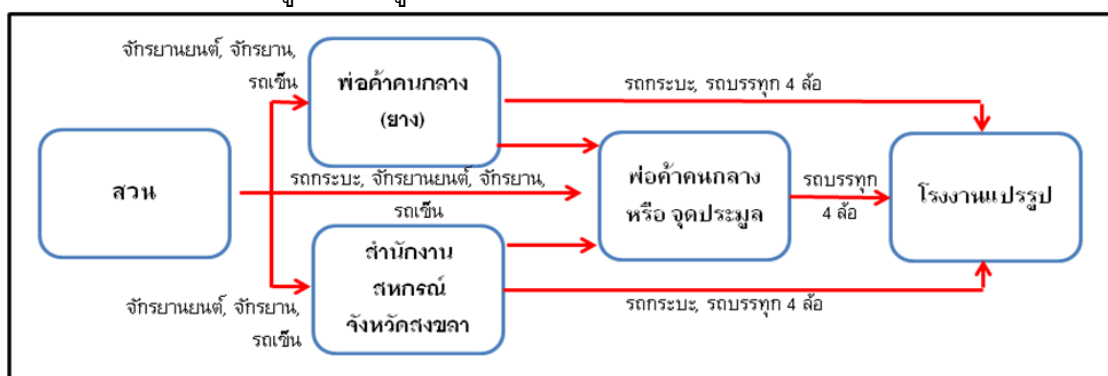 จักรยานยนต์, จักรยาน,
รถเข็น
พ่อค้าคนกลาง
(ยาง)
รถกระบะ, รถบรรทุก 4 ล้อ
สวน
รถกระบะ, จักรยานยนต์, จักรยาน,
รถเข็น
พ่อค้าคนกลาง
หรือ จุดประมูล
รถบรรทุก
4 ล้อ
โรงงานแปรรูป
สำนักงาน
สหกรณ์
จังหวัดสงขลา
จักรยานยนต์, จักรยาน,
รถเข็น
รถกระบะ, รถบรรทุก 4 ล้อ